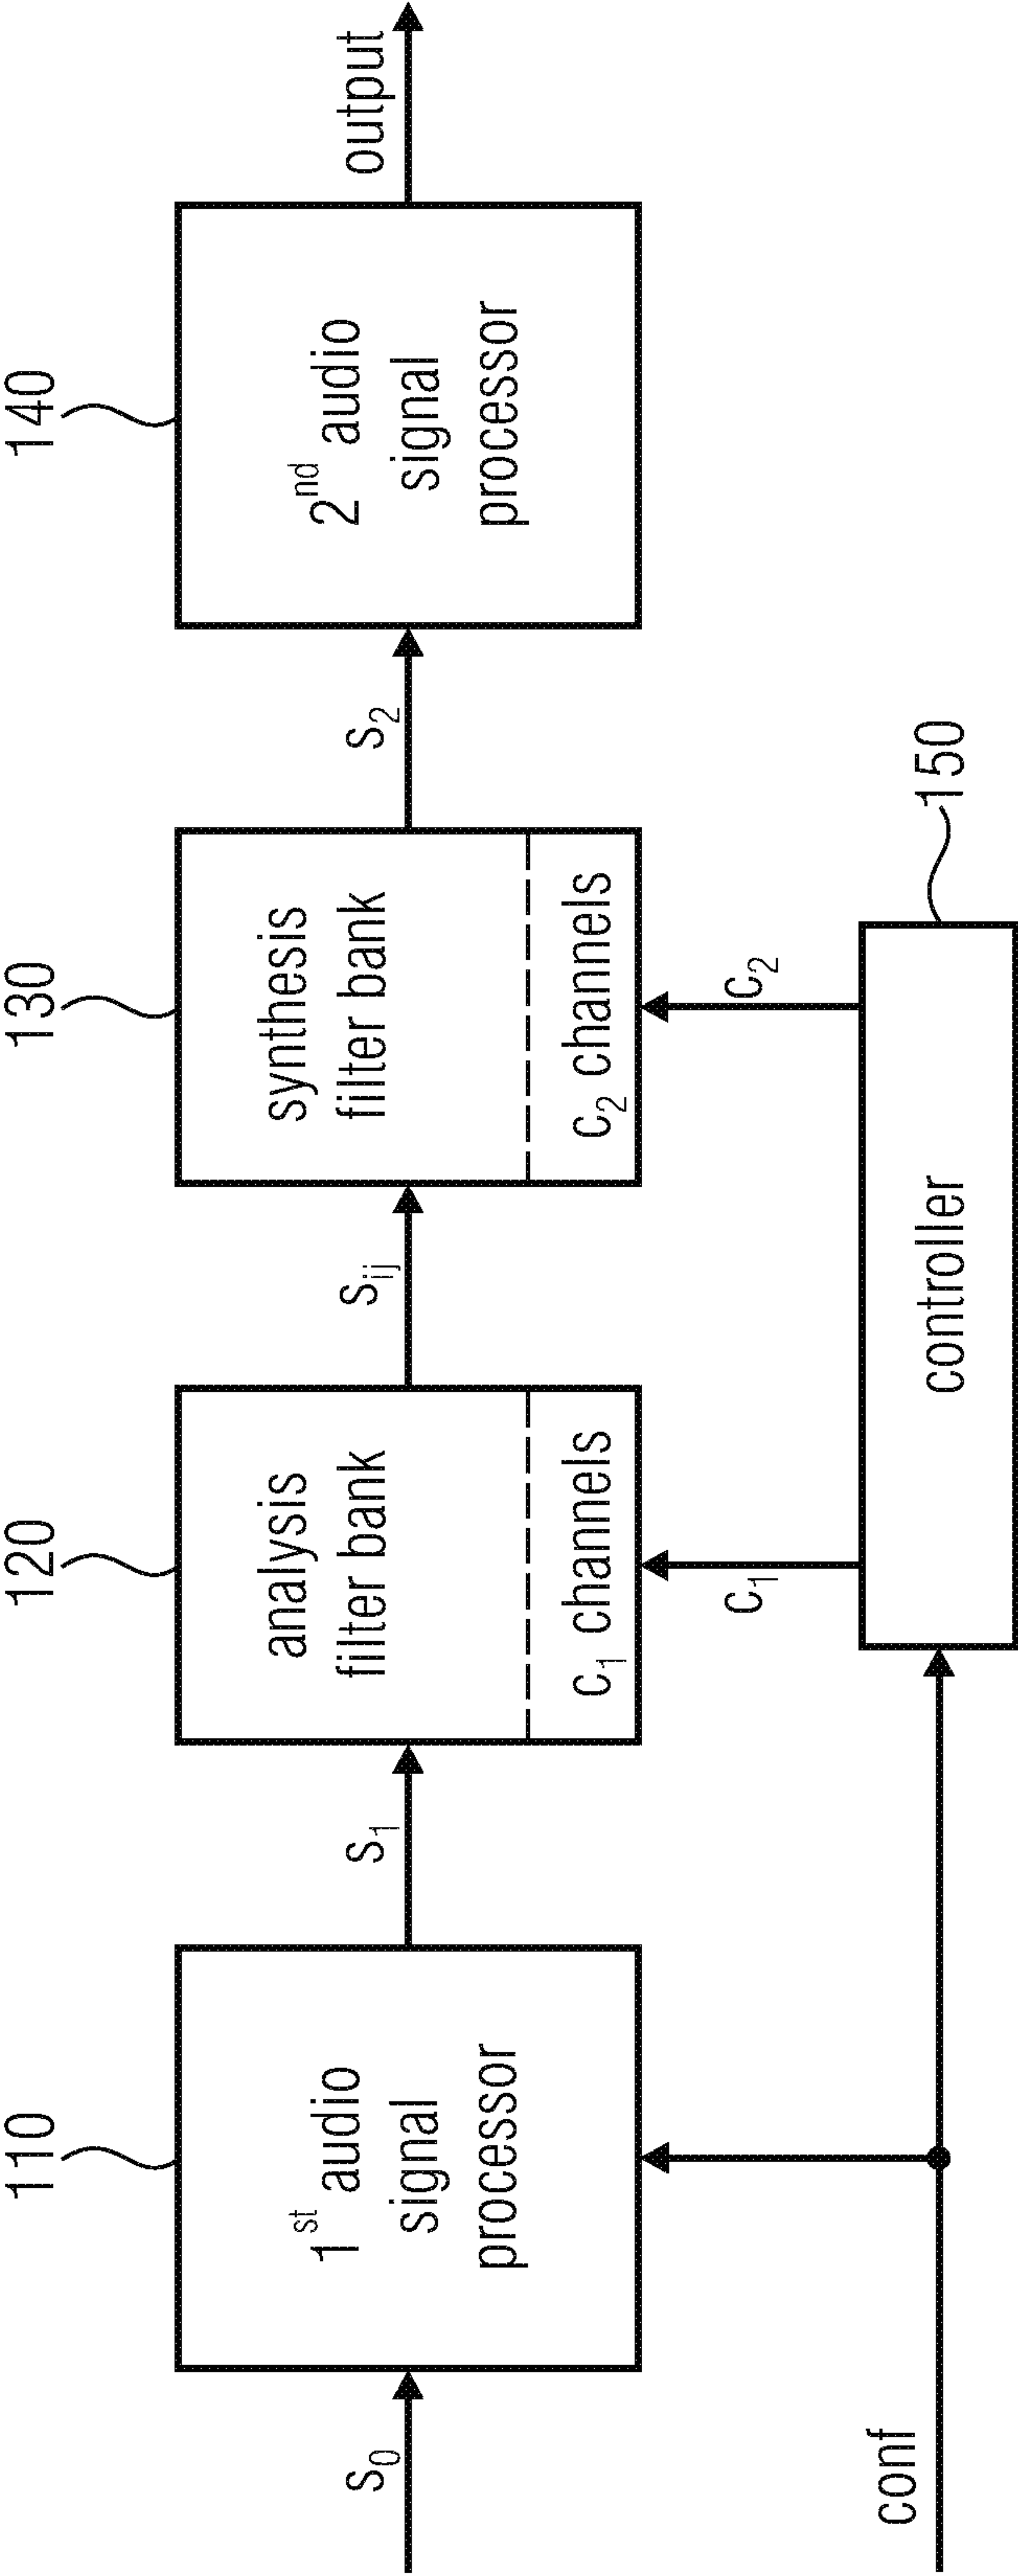 110
120
130
140
s₀
1ˢᵗ audio
signal
processor
s₁
analysis
filter bank
c₁ channels
sᵢⱼ
synthesis
filter bank
c₂ channels
s₂
2ⁿᵈ audio
signal
processor
output
c₁
c₂
conf
controller
150